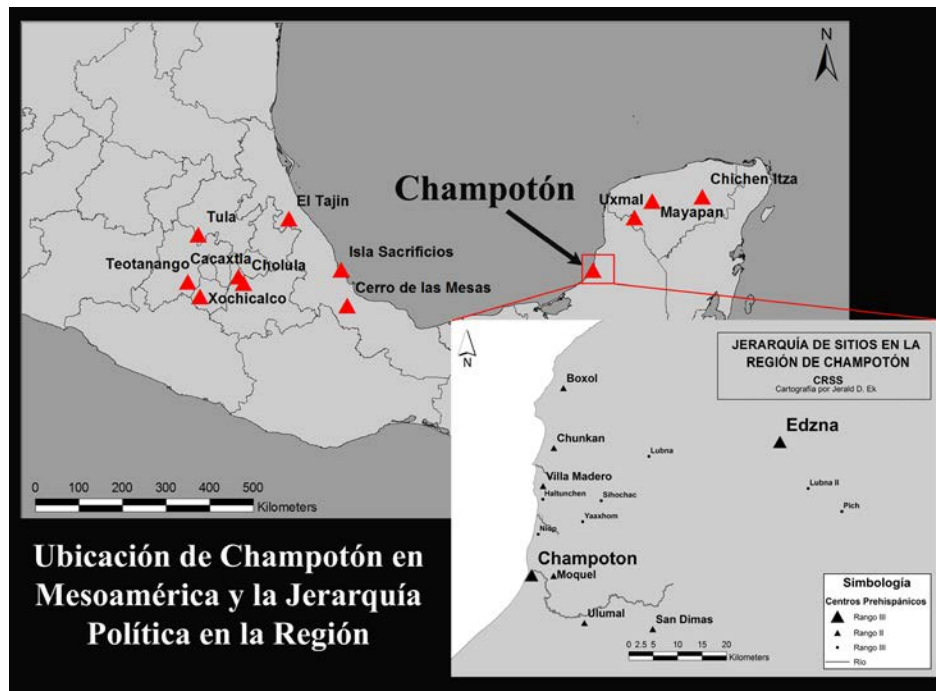 N
Chichen Itza
Champotón
Uxmal
Mayapan
El Tajin
Tula
Isla Sacrificios
Cacaxtla
Cholula
Teotanango
Cerro de las Mesas
Xochicalco
0 100 200 300 400 500
Kilometers
Ubicación de Champotón en
Mesoamérica y la Jerarquía
Política en la Región
N
JERARQUÍA DE SITIOS EN LA
REGIÓN DE CHAMPOTÓN
CRSS
Cartografía por Jerald D. Ek
Boxol
Edzna
Chunkan
Lubna
Villa Madero
Haltunchen
Sihochac
Lubna II
Pich
Yaaxhom
Nisp
Champoton
Moquel
Ulumal
San Dimas
0 2.5 5 10 15 20
Kilometers
Simbología
Centros Prehispánicos
Rango III
Rango II
Rango III
Río